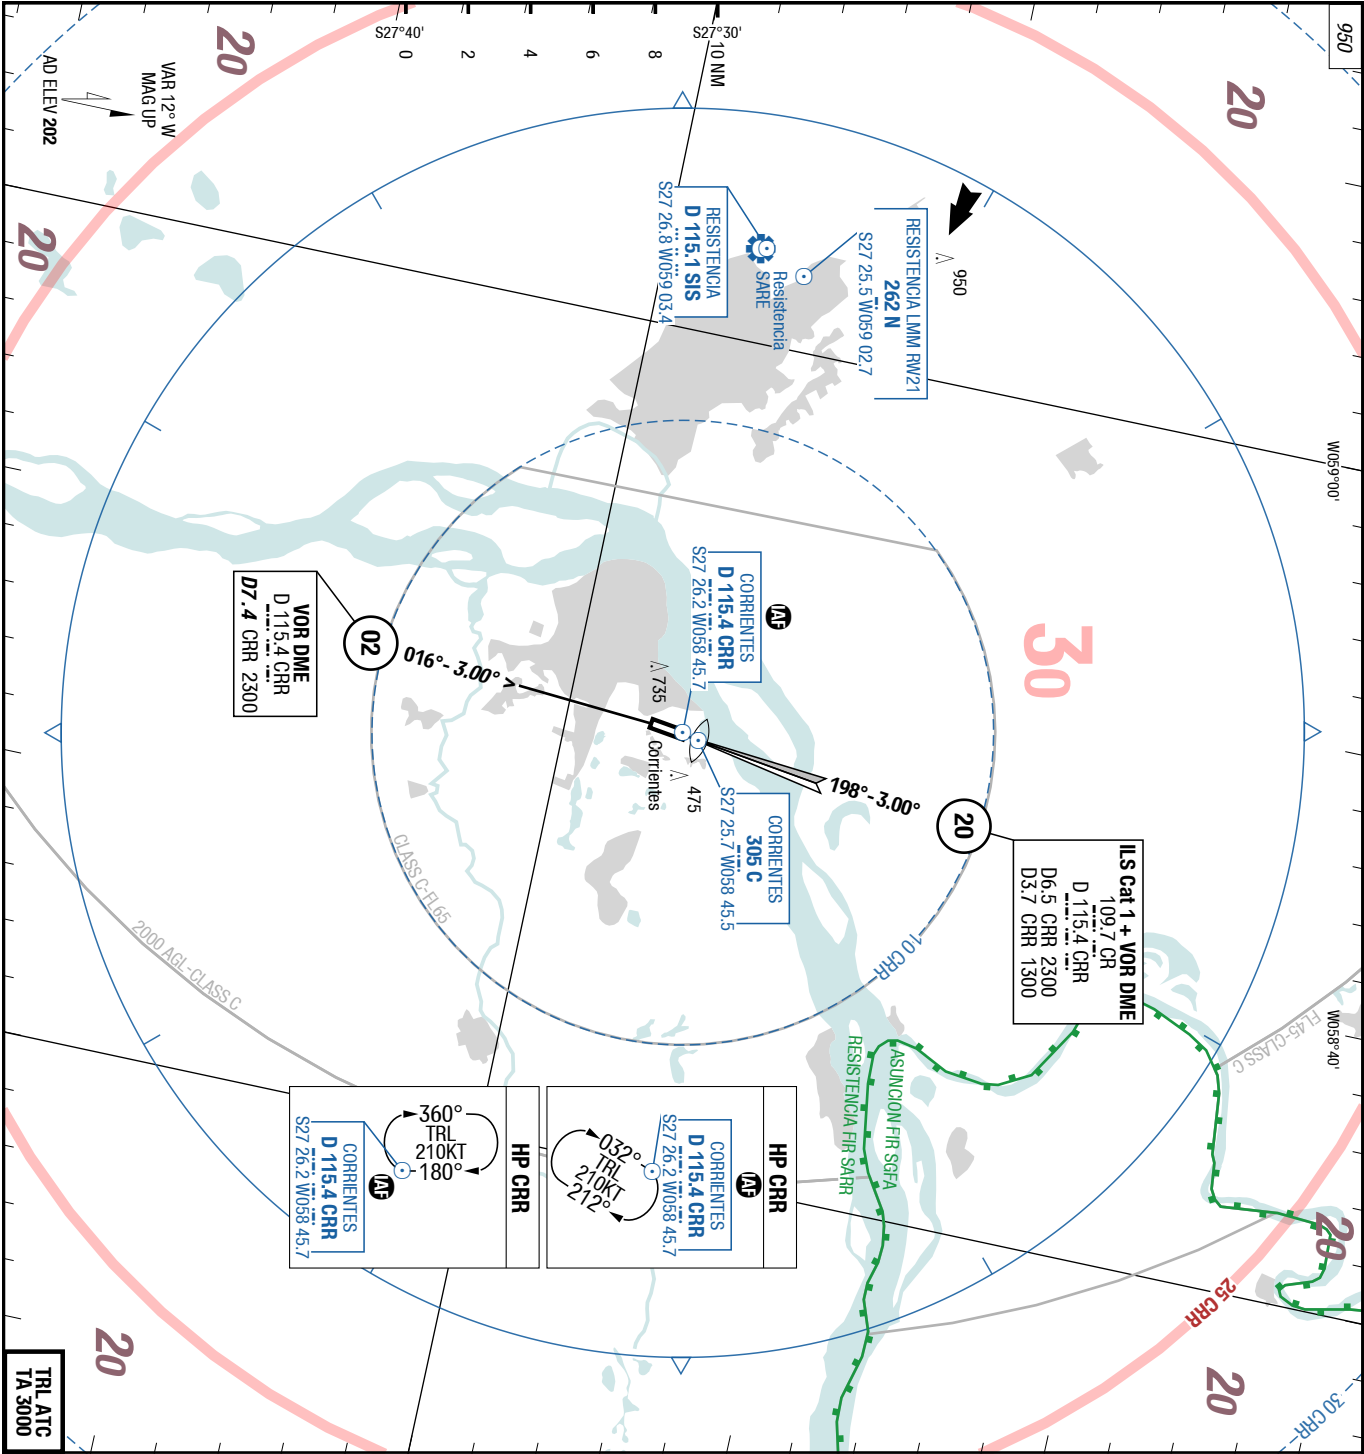 950
20
20
20
VAR 12° W
MAG UP
AD ELEV 202
S27°40'
S27°30'
0
2
4
6
8
10 NM
RESISTENCIA
D 115.1 SIS
S27 26.8 W059 03.4
Resistencia
SARE
RESISTENCIA LMM RW21
262 N
S27 25.5 W059 02.7
950
W059°00'
30
CORRIENTES
D 115.4 CRR
S27 26.2 W058 45.7
IAF
VOR DME
D 115.4 CRR
D7.4 CRR 2300
02
016°- 3.00° >
735
Corrientes
475
198°-3.00°
20
CORRIENTES
305 C
S27 25.7 W058 45.5
ILS Cat 1 + VOR DME
109.7 CR
D 115.4 CRR
D6.5 CRR 2300
D3.7 CRR 1300
CLASS C-FL65
10 CRR
2000 AGL-CLASS C
FL45-CLASS C
W058°40'
ASUNCION FIR SGFA
RESISTENCIA FIR SARR
HP CRR
CORRIENTES
D 115.4 CRR
S27 26.2 W058 45.7
IAF
032°
TRL
210KT
212°
HP CRR
CORRIENTES
D 115.4 CRR
S27 26.2 W058 45.7
IAF
360°
TRL
210KT
180°
20
25 CRR
20
20
30 CRR
TRL ATC
TA 3000